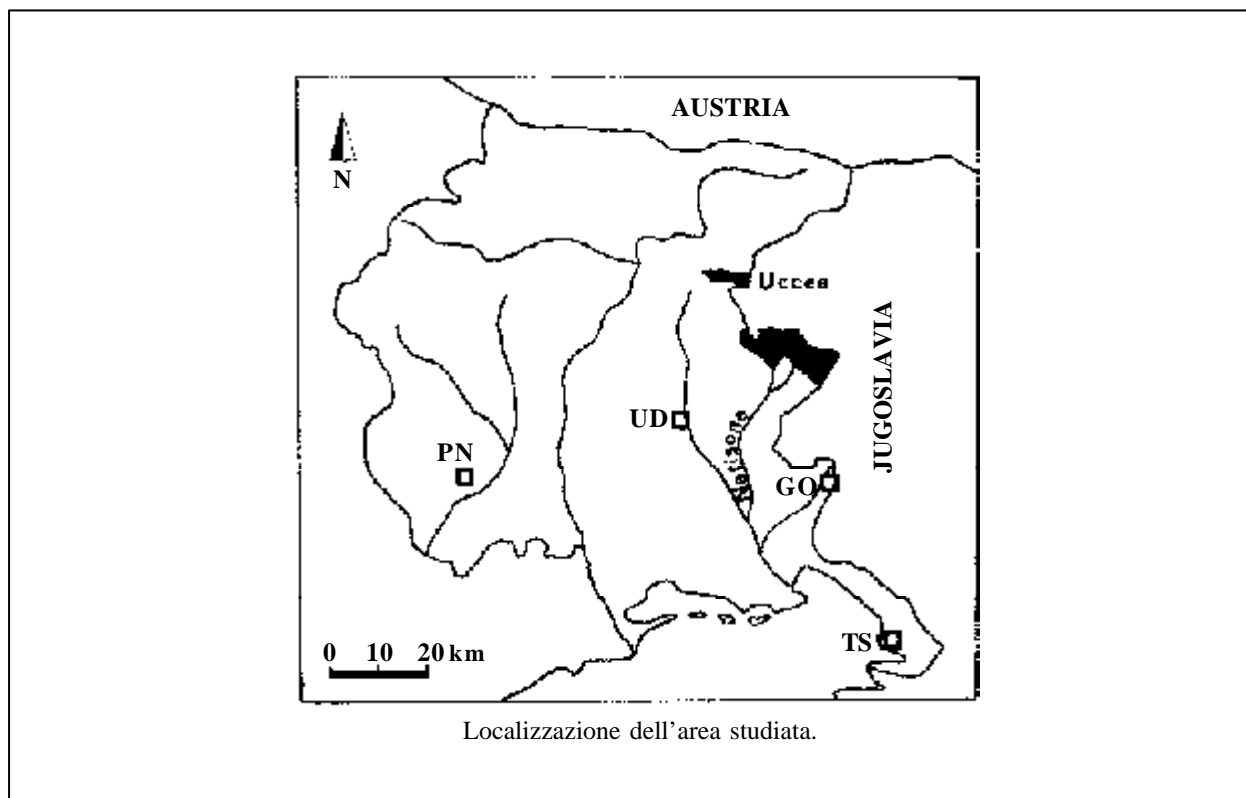 AUSTRIA
N
Uccea
JUGOSLAVIA
UD
Natisone
PN
GO
TS
0 10 20 km
Localizzazione dell’area studiata.